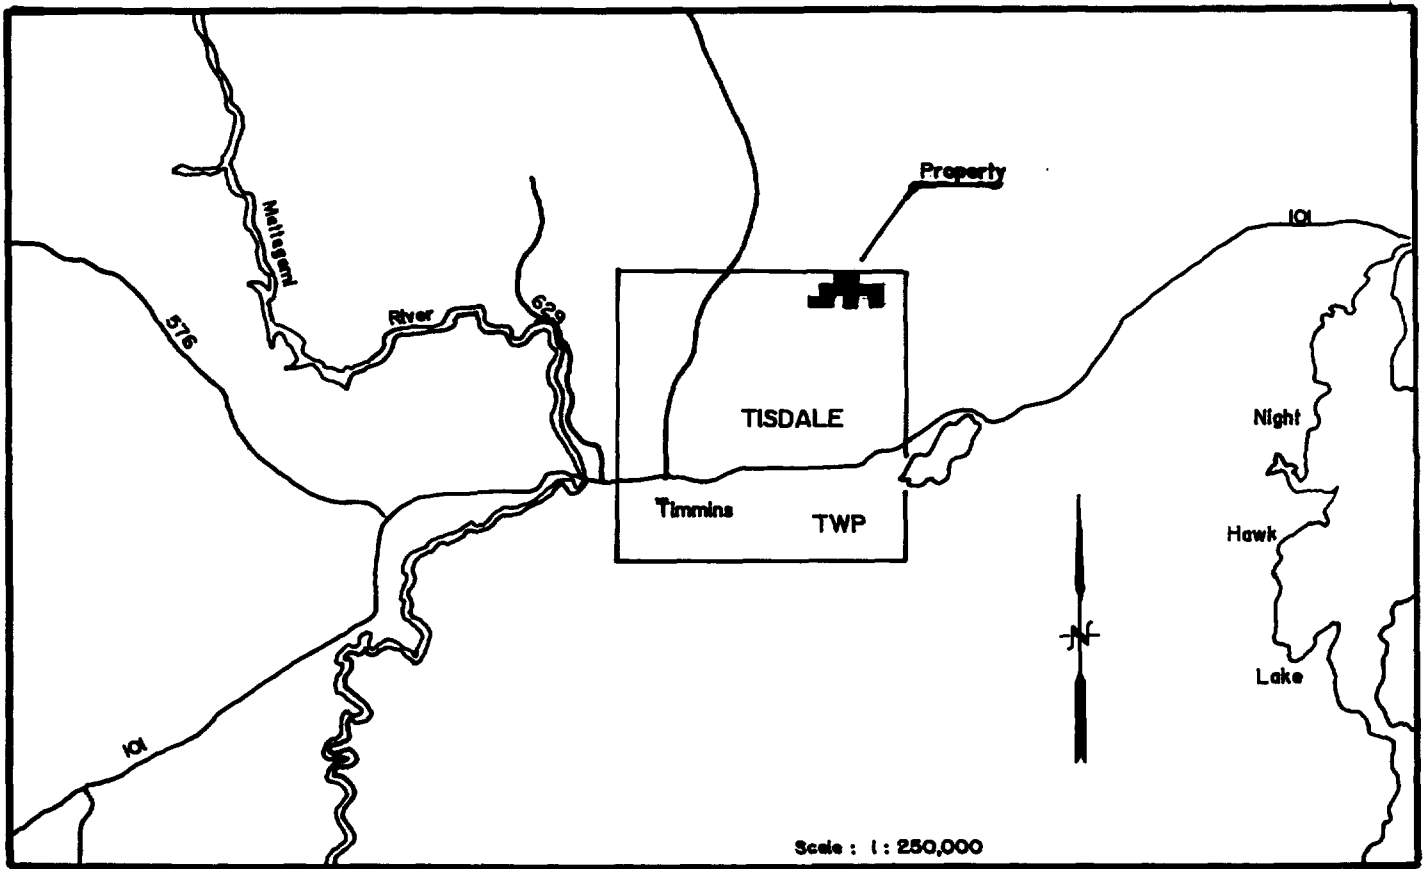 Property
101
Mattagami
River
629
576
TISDALE
Night
Timmins
TWP
Hawk
N
Lake
101
Scale : 1 : 250,000